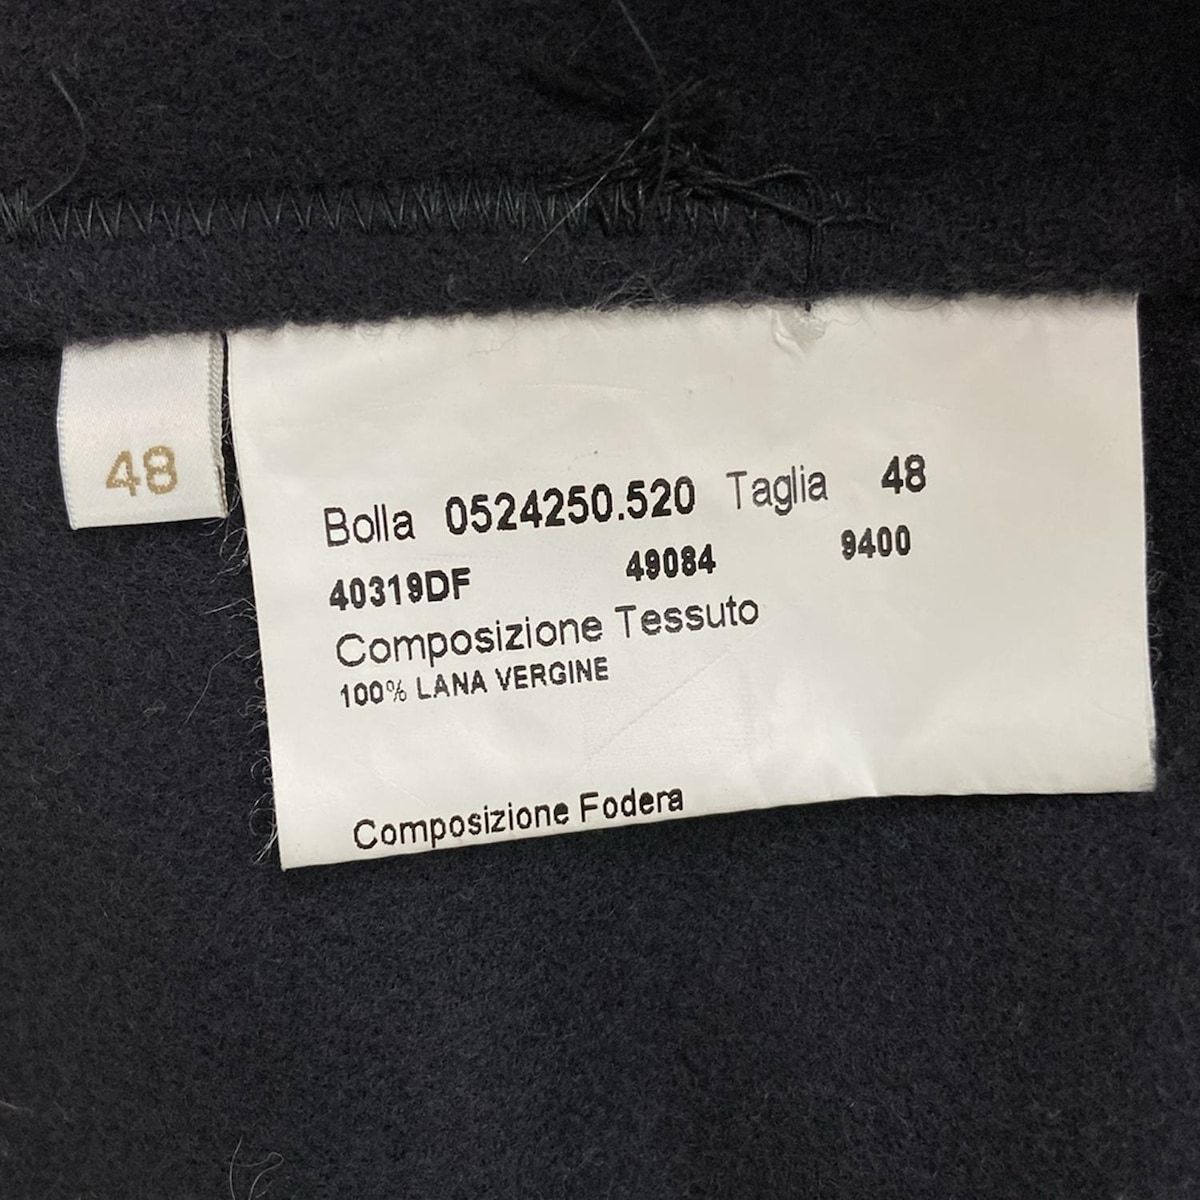 48
Bolla 0524250.520 Taglia 48
40319DF 49084 9400
Composizione Tessuto
100% LANA VERGINE
Composizione Fodera